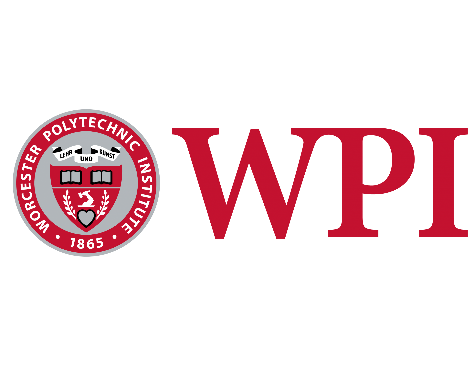 WORCESTER POLYTECHNIC INSTITUTE
LEHR UND KUNST
• 1865 •
WPI